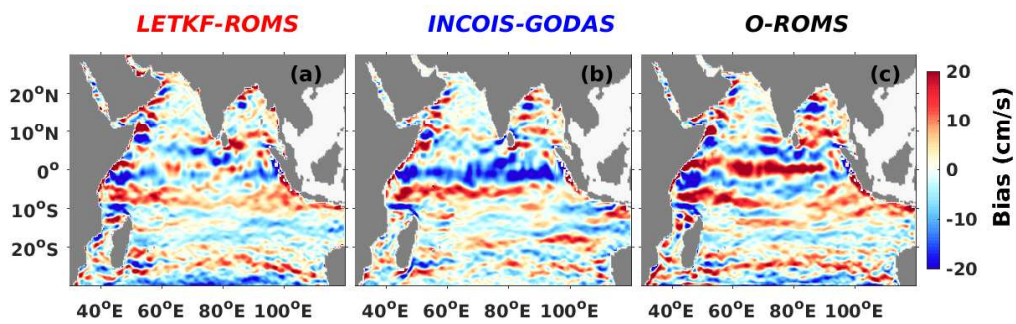 LETKF-ROMS INCOIS-GODAS O-ROMS
(a) (b) (c)
20°N
10°N
0°
10°S
20°S
40°E 60°E 80°E 100°E 40°E 60°E 80°E 100°E 40°E 60°E 80°E 100°E
20
10
0
-10
-20
Bias (cm/s)